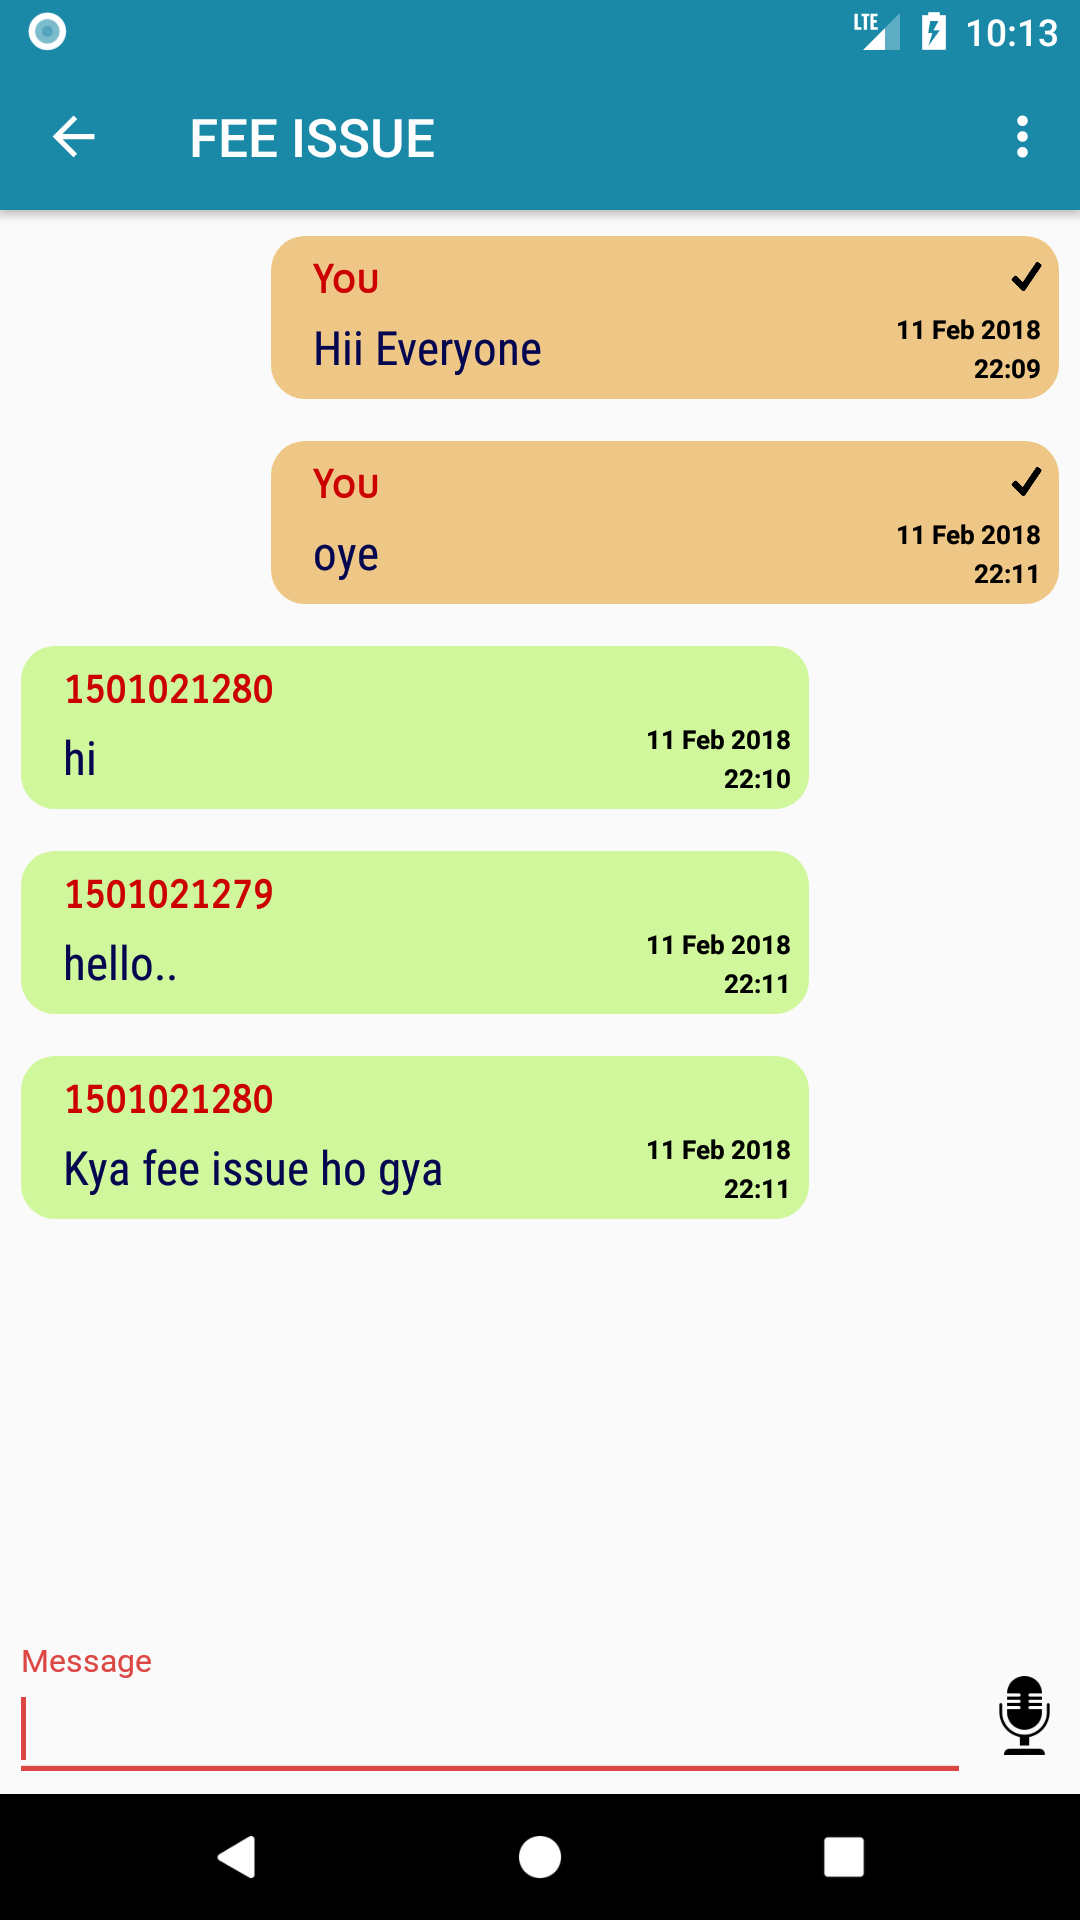 LTE 10:13
FEE ISSUE
You
Hii Everyone
11 Feb 2018
22:09
You
oye
11 Feb 2018
22:11
1501021280
hi
11 Feb 2018
22:10
1501021279
hello..
11 Feb 2018
22:11
1501021280
Kya fee issue ho gya
11 Feb 2018
22:11
Message